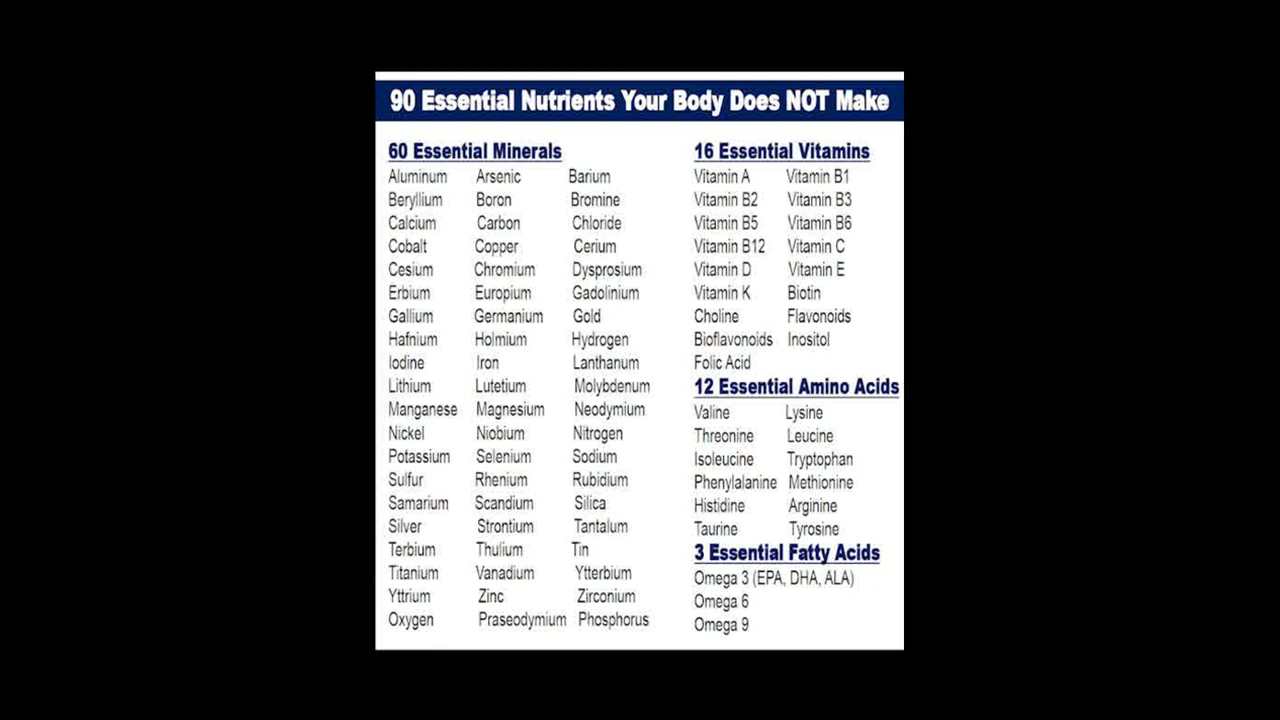 90 Essential Nutrients Your Body Does NOT Make
60 Essential Minerals
Aluminum Arsenic Barium
Beryllium Boron Bromine
Calcium Carbon Chloride
Cobalt Copper Cerium
Cesium Chromium Dysprosium
Erbium Europium Gadolinium
Gallium Germanium Gold
Hafnium Holmium Hydrogen
Iodine Iron Lanthanum
Lithium Lutetium Molybdenum
Manganese Magnesium Neodymium
Nickel Niobium Nitrogen
Potassium Selenium Sodium
Sulfur Rhenium Rubidium
Samarium Scandium Silica
Silver Strontium Tantalum
Terbium Thulium Tin
Titanium Vanadium Ytterbium
Yttrium Zinc Zirconium
Oxygen Praseodymium Phosphorus
16 Essential Vitamins
Vitamin A Vitamin B1
Vitamin B2 Vitamin B3
Vitamin B5 Vitamin B6
Vitamin B12 Vitamin C
Vitamin D Vitamin E
Vitamin K Biotin
Choline Flavonoids
Bioflavonoids Inositol
Folic Acid
12 Essential Amino Acids
Valine Lysine
Threonine Leucine
Isoleucine Tryptophan
Phenylalanine Methionine
Histidine Arginine
Taurine Tyrosine
3 Essential Fatty Acids
Omega 3 (EPA, DHA, ALA)
Omega 6
Omega 9